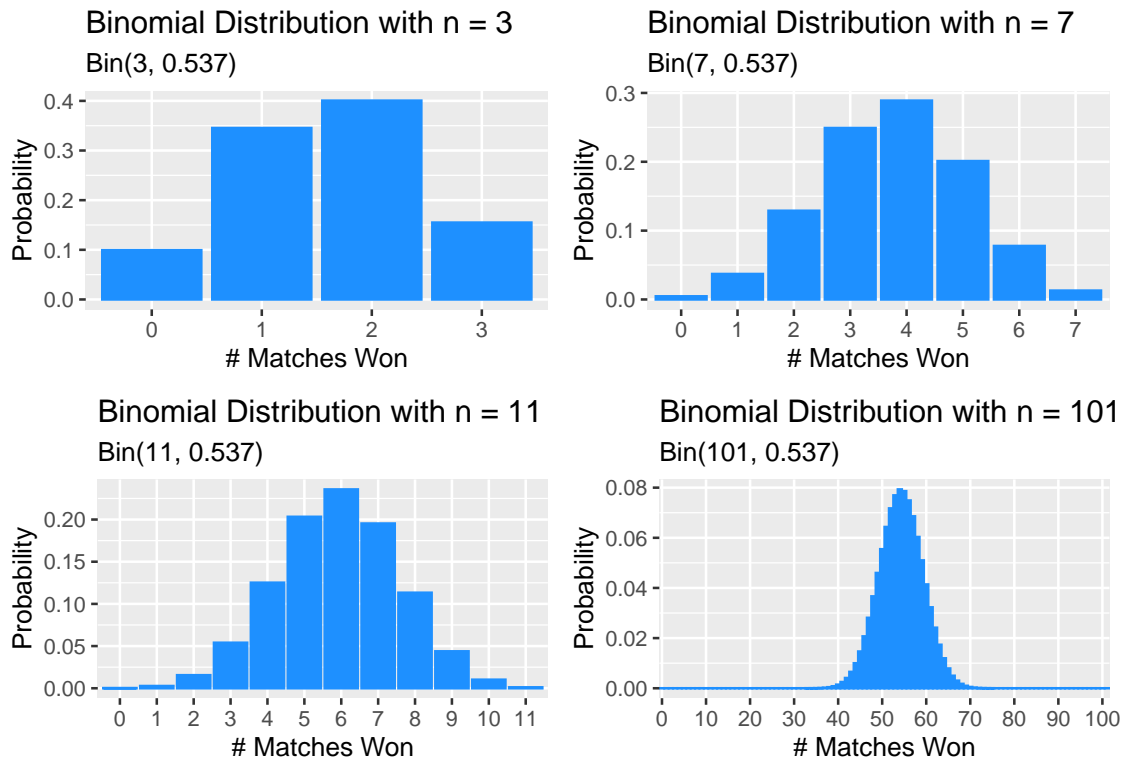 Binomial Distribution with n = 3
Bin(3, 0.537)
0.4
0.3
0.2
0.1
0.0
Probability
0 1 2 3
# Matches Won
Binomial Distribution with n = 7
Bin(7, 0.537)
0.3
0.2
0.1
0.0
Probability
0 1 2 3 4 5 6 7
# Matches Won
Binomial Distribution with n = 11
Bin(11, 0.537)
0.20
0.15
0.10
0.05
0.00
Probability
0 1 2 3 4 5 6 7 8 9 10 11
# Matches Won
Binomial Distribution with n = 101
Bin(101, 0.537)
0.08
0.06
0.04
0.02
0.00
Probability
0 10 20 30 40 50 60 70 80 90 100
# Matches Won